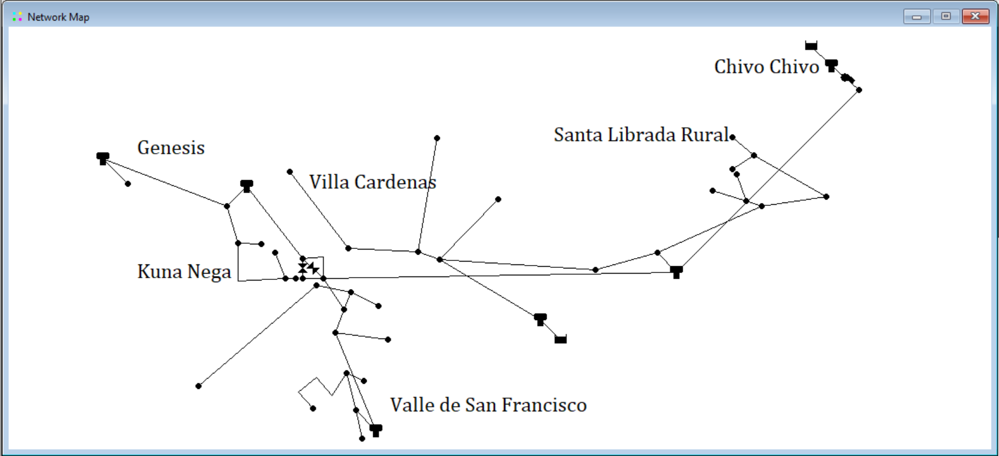 Network Map
Chivo Chivo
Santa Librada Rural
Genesis
Villa Cardenas
Kuna Nega
Valle de San Francisco